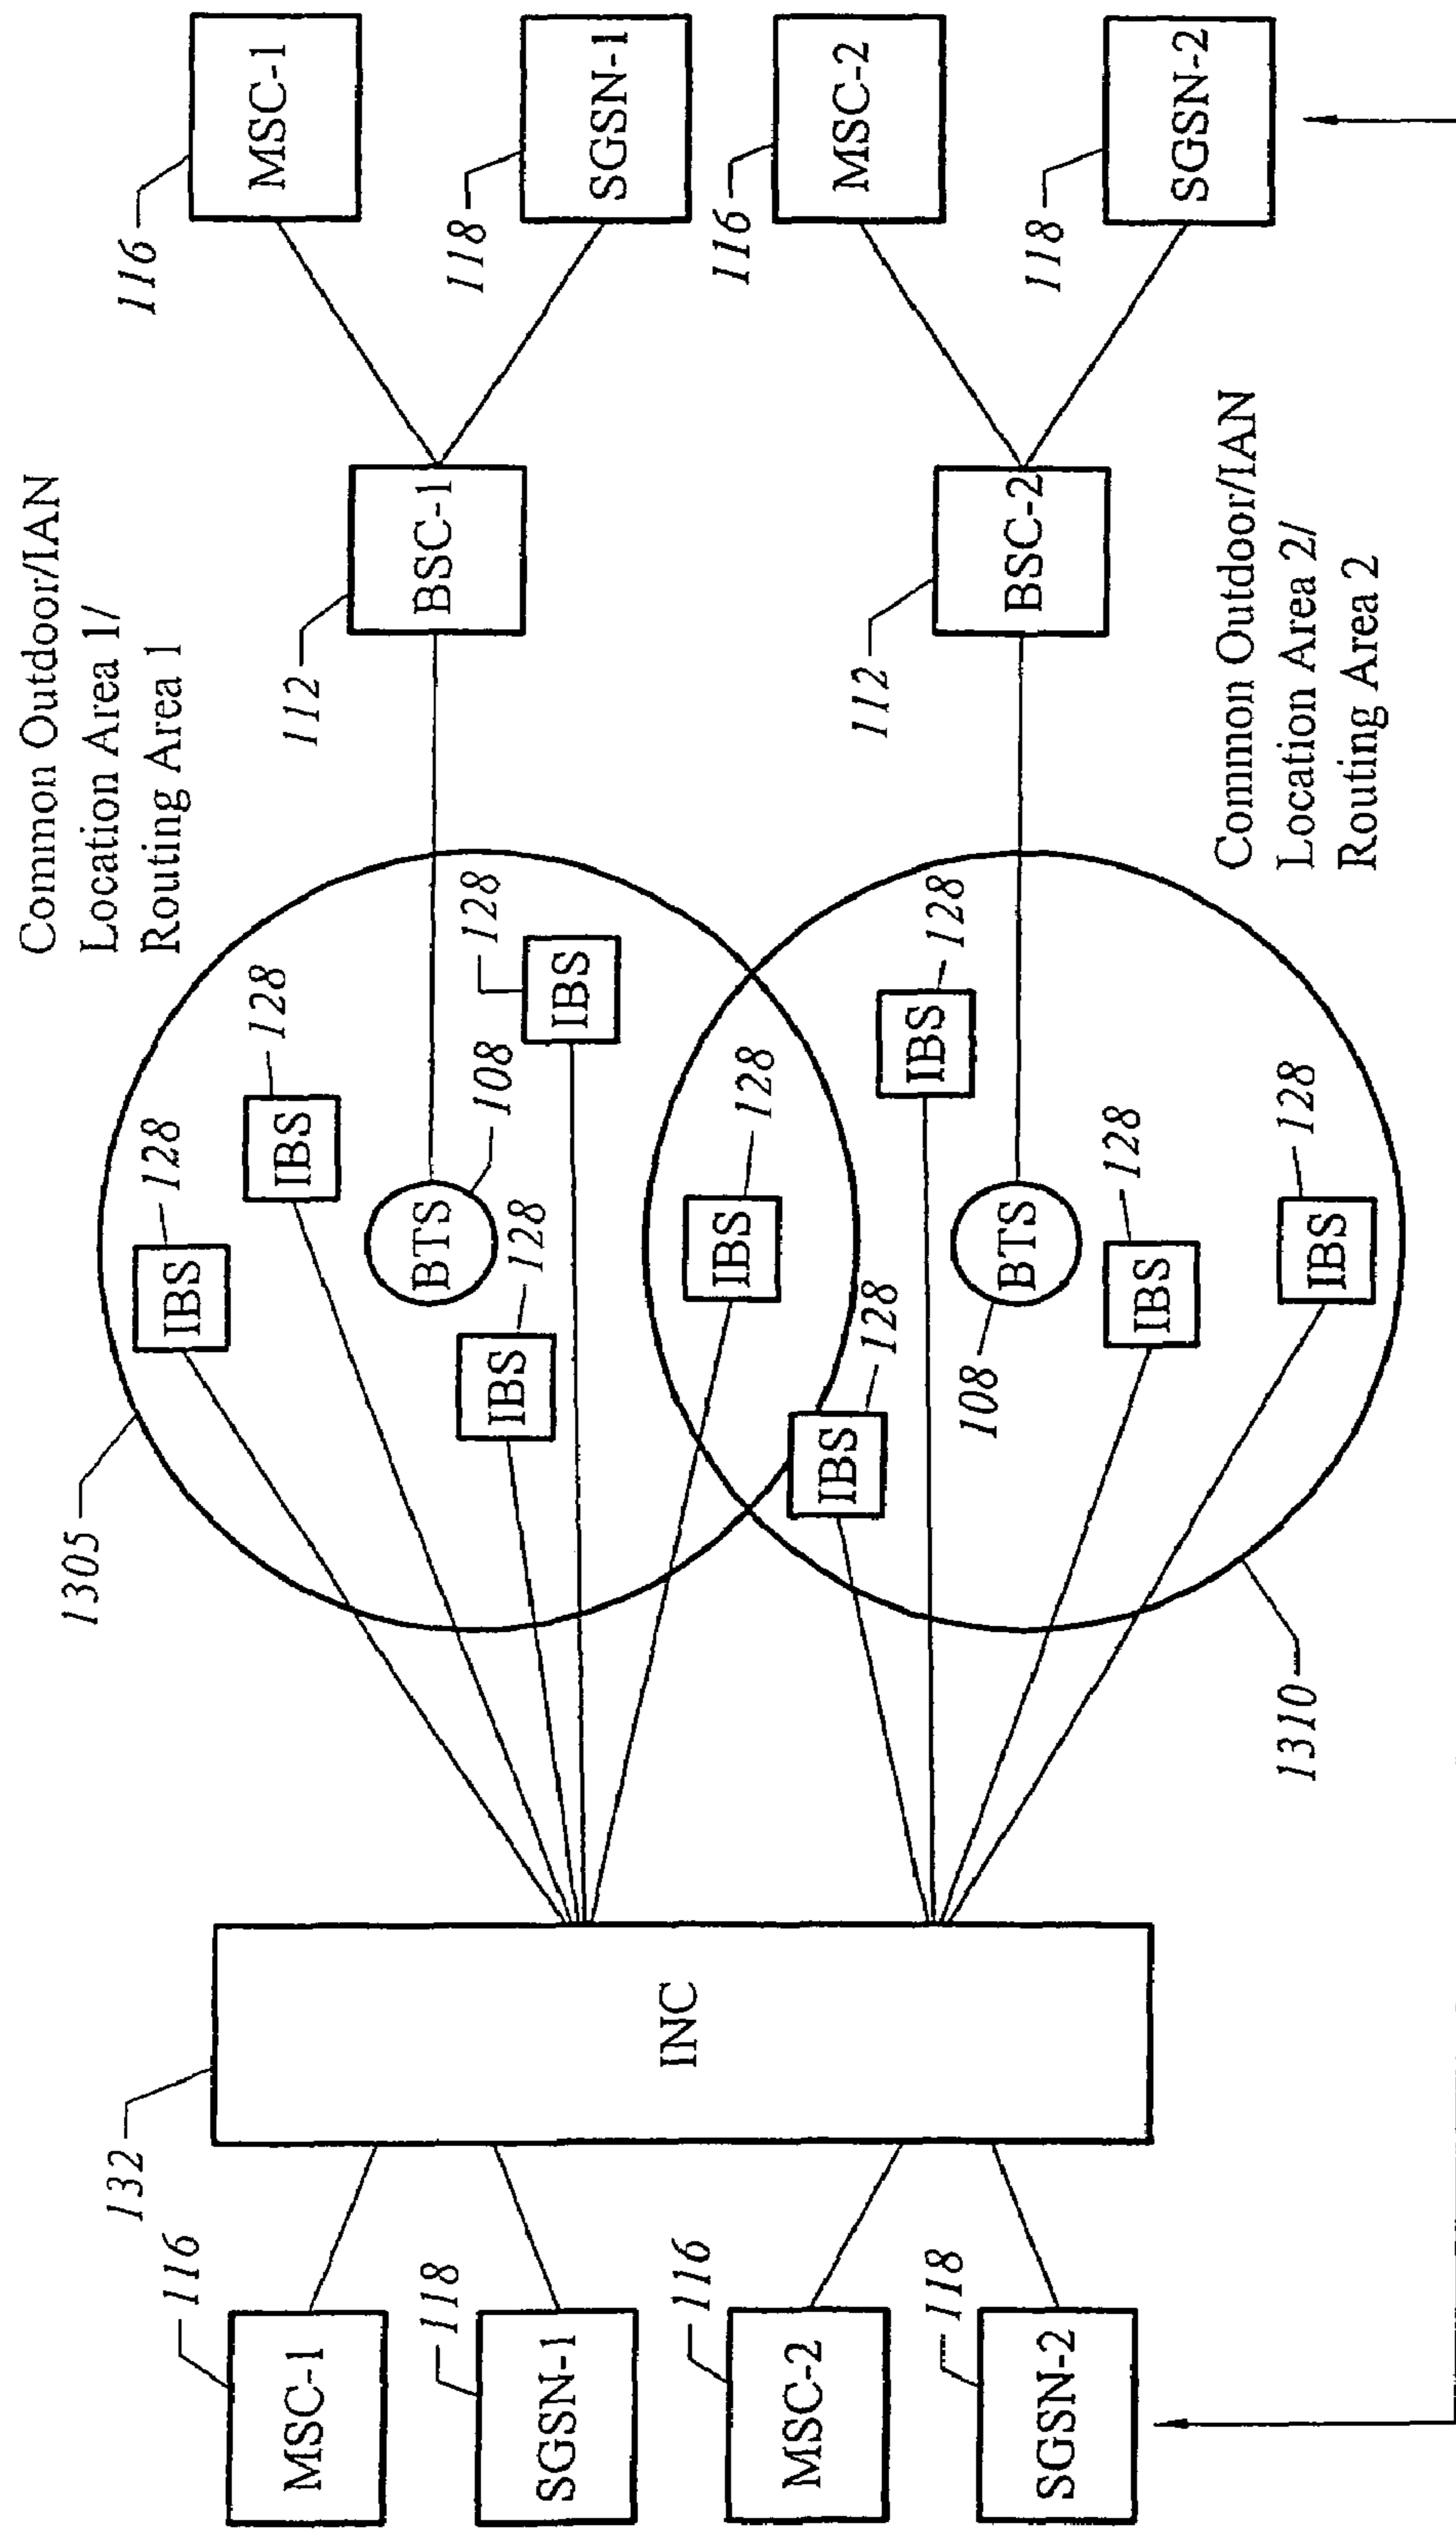 Common Outdoor/IAN
Location Area 1/
Routing Area 1
132
116
MSC-1
118
SGSN-1
116
MSC-2
118
SGSN-2
INC
1305
128
IBS
128
IBS
BTS
108
128
IBS
128
IBS
128
IBS
128
IBS
128
IBS
108
BTS
128
IBS
128
IBS
1310
112
BSC-1
112
BSC-2
116
MSC-1
118
SGSN-1
116
MSC-2
118
SGSN-2
Common Outdoor/IAN
Location Area 2/
Routing Area 2